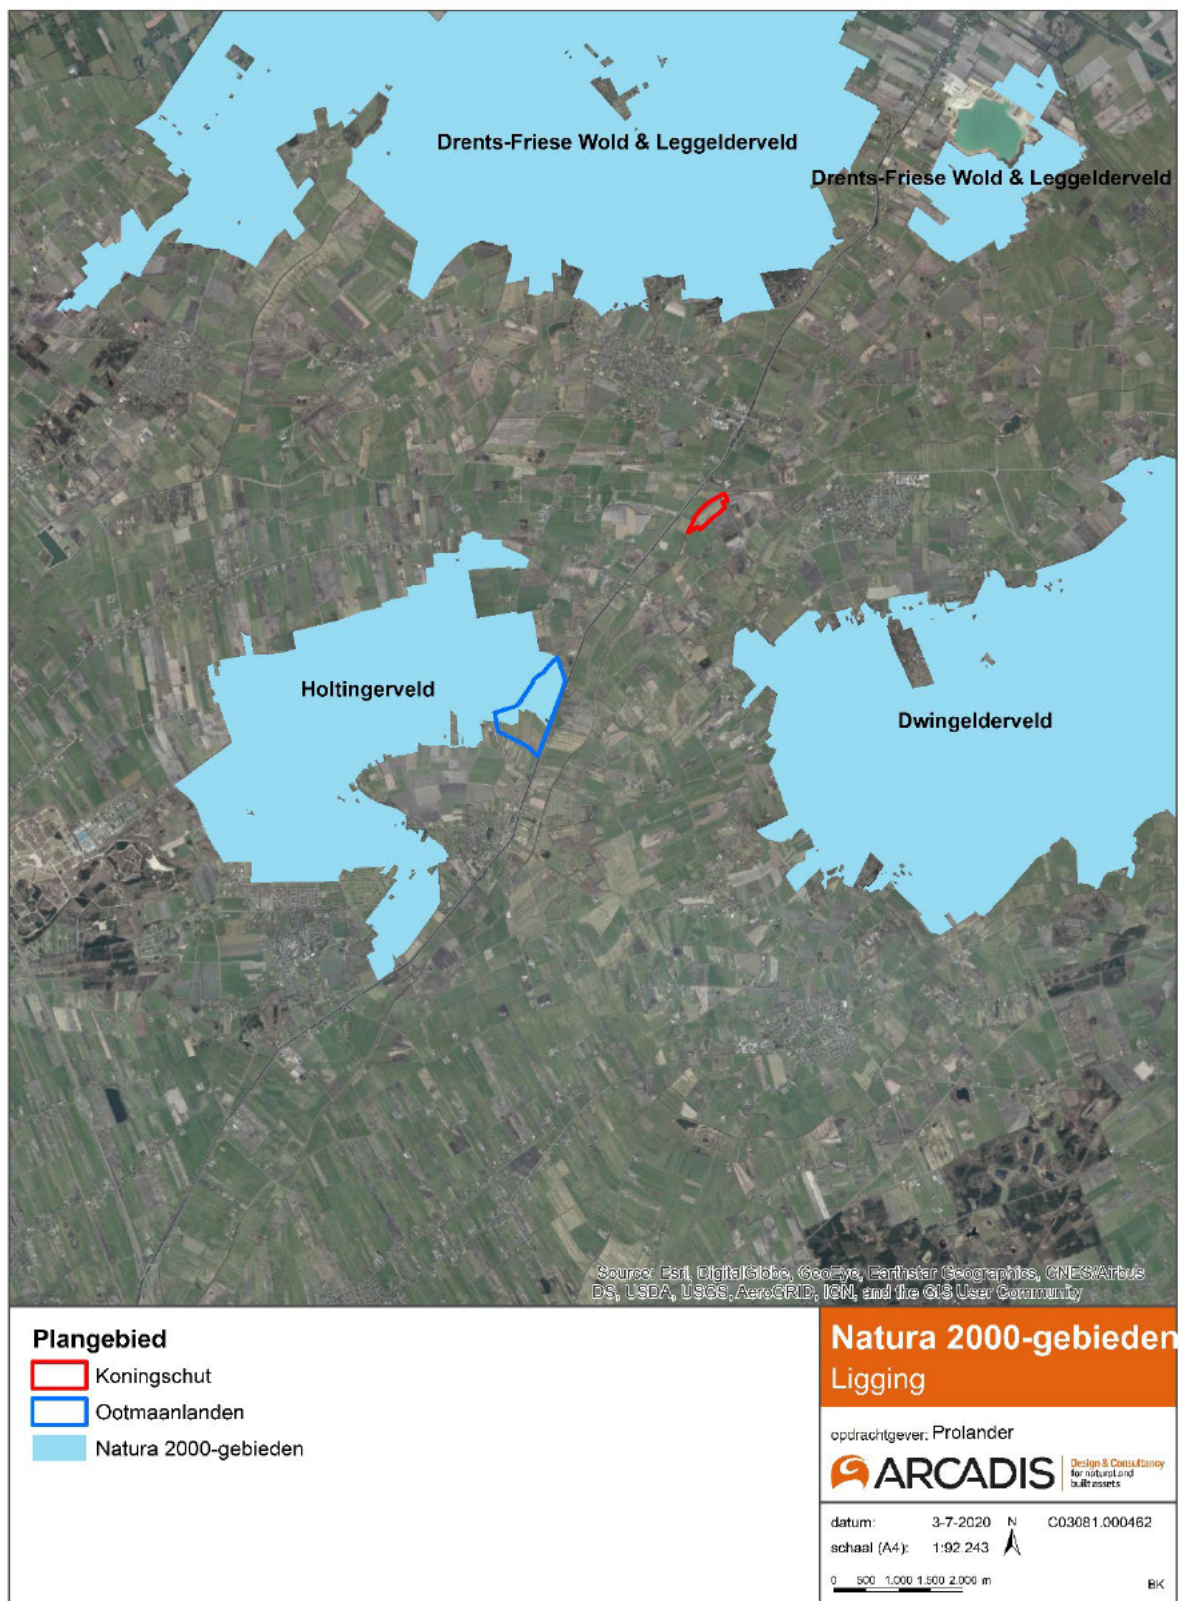 Drents-Friese Wold & Leggelderveld
Drents-Friese Wold & Leggelderveld
Holtingerveld
Dwingelderveld
Source: Esri, DigitalGlobe, GeoEye, Earthstar Geographics, CNES/Airbus
DS, USDA, USGS, AeroGRID, IGN, and the GIS User Community
Plangebied
Koningschut
Ootmaanlanden
Natura 2000-gebieden
Natura 2000-gebieden
Ligging
opdrachtgever: Prolander
ARCADIS
Design & Consultancy
for natural and
built assets
datum: 3-7-2020 N C03081.000462
schaal (A4): 1:92.243
0 500 1.000 1.500 2.000 m
BK